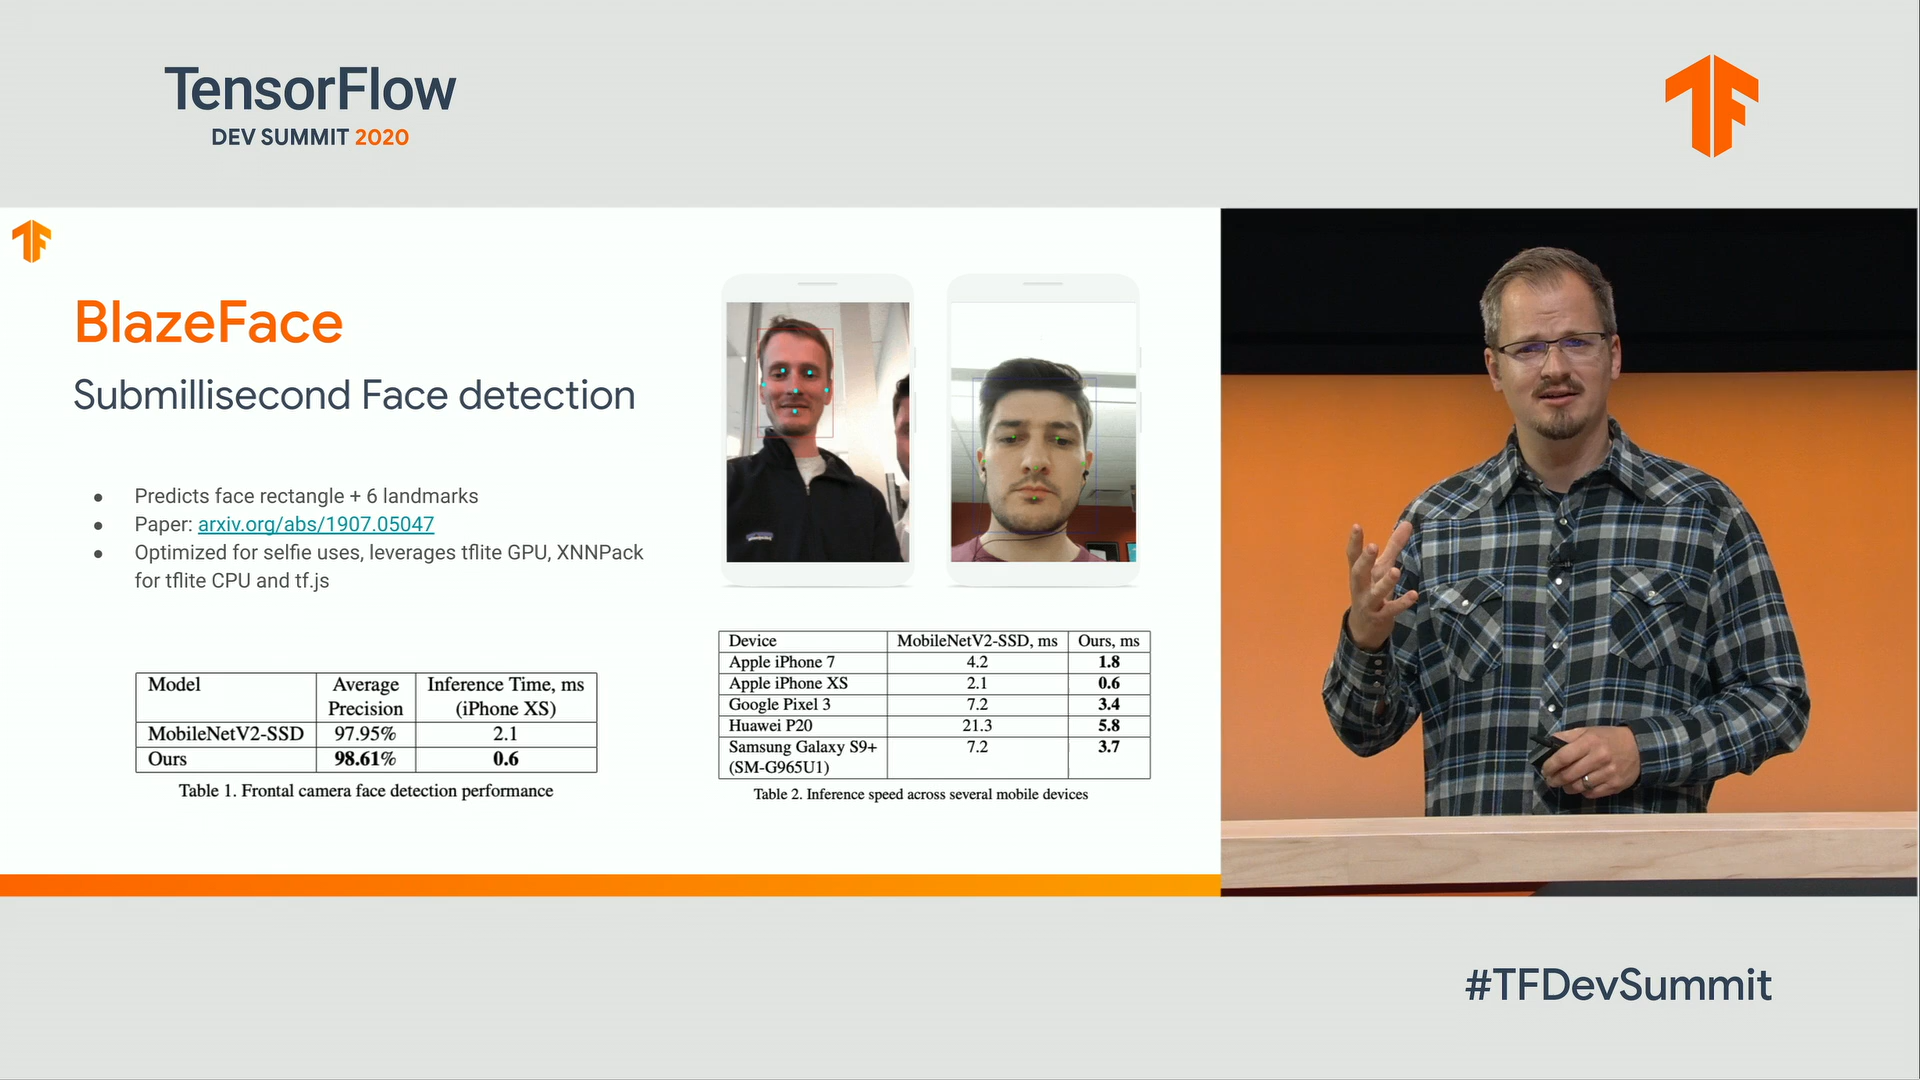 TensorFlow
DEV SUMMIT 2020
BlazeFace
Submillisecond Face detection
● Predicts face rectangle + 6 landmarks
● Paper: arxiv.org/abs/1907.05047
● Optimized for selfie uses, leverages tflite GPU, XNNPack
for tflite CPU and tf.js
Model Average Inference Time, ms
Precision (iPhone XS)
MobileNetV2-SSD 97.95% 2.1
Ours 98.61% 0.6
Table 1. Frontal camera face detection performance
Device MobileNetV2-SSD, ms Ours, ms
Apple iPhone 7 4.2 1.8
Apple iPhone XS 2.1 0.6
Google Pixel 3 7.2 3.4
Huawei P20 21.3 5.8
Samsung Galaxy S9+ 7.2 3.7
(SM-G965U1)
Table 2. Inference speed across several mobile devices
#TFDevSummit